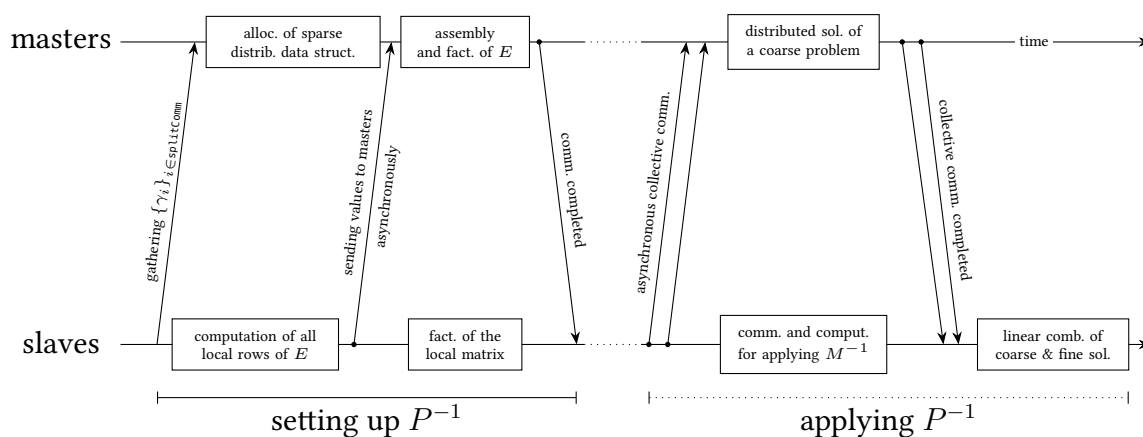 masters
alloc. of sparse
distrib. data struct.
assembly
and fact. of E
distributed sol. of
a coarse problem
time
gathering {γᵢ}ᵢ∈splitComm
sending values to masters
asynchronously
comm. completed
asynchronous collective comm.
collective comm. completed
slaves
computation of all
local rows of E
fact. of the
local matrix
comm. and comput.
for applying M⁻¹
linear comb. of
coarse & fine sol.
setting up P⁻¹
applying P⁻¹